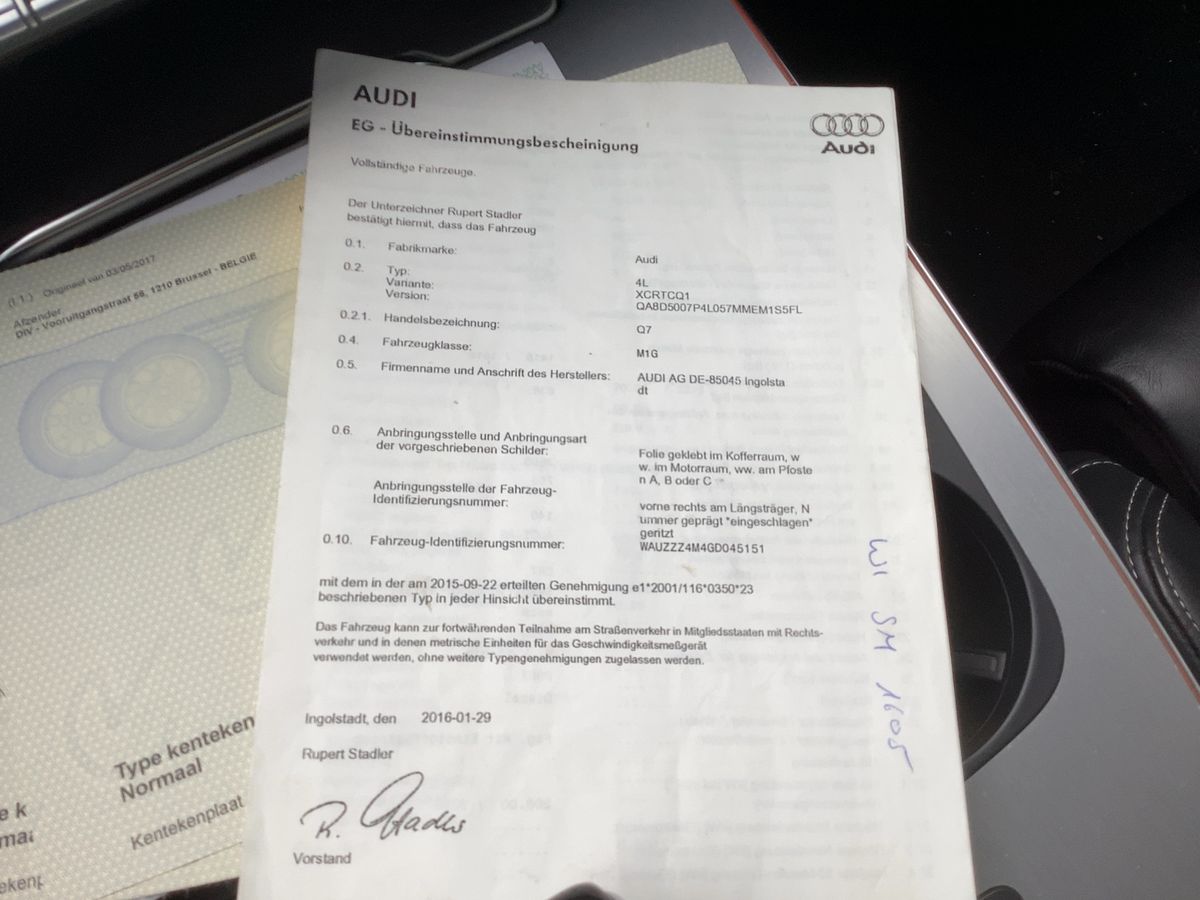 AUDI
EG - Übereinstimmungsbescheinigung
Audi
Vollständige Fahrzeuge.
Der Unterzeichner Rupert Stadler
bestätigt hiermit, dass das Fahrzeug
0.1. Fabrikmarke: Audi
0.2. Typ: 4L
Variante: XCRTCQ1
Version: QA8D5007P4L057MMEM1S5FL
0.2.1. Handelsbezeichnung: Q7
0.4. Fahrzeugklasse: M1G
0.5. Firmenname und Anschrift des Herstellers: AUDI AG DE-85045 Ingolsta
dt
0.6. Anbringungsstelle und Anbringungsart
der vorgeschriebenen Schilder: Folie geklebt im Kofferraum, w
w. im Motorraum, ww. am Pfoste
n A, B oder C
Anbringungsstelle der Fahrzeug-
Identifizierungsnummer: vorne rechts am Längsträger, N
ummer geprägt *eingeschlagen*
geritzt
0.10. Fahrzeug-Identifizierungsnummer: WAUZZZ4M4GD045151
mit dem in der am 2015-09-22 erteilten Genehmigung e1*2001/116*0350*23
beschriebenen Typ in jeder Hinsicht übereinstimmt.
Das Fahrzeug kann zur fortwährenden Teilnahme am Straßenverkehr in Mitgliedsstaaten mit Rechts-
verkehr und in denen metrische Einheiten für das Geschwindigkeitsmeßgerät
verwendet werden, ohne weitere Typengenehmigungen zugelassen werden.
Ingolstadt, den 2016-01-29
Rupert Stadler
R. Stadler
Vorstand
WI SM 1605
(I.1.) Origineel van 03/05/2017
Afzender
DIV - Vooruitgangstraat 56, 1210 Brussel - BELGIE
Type kenteken
Normaal
Kentekenplaat